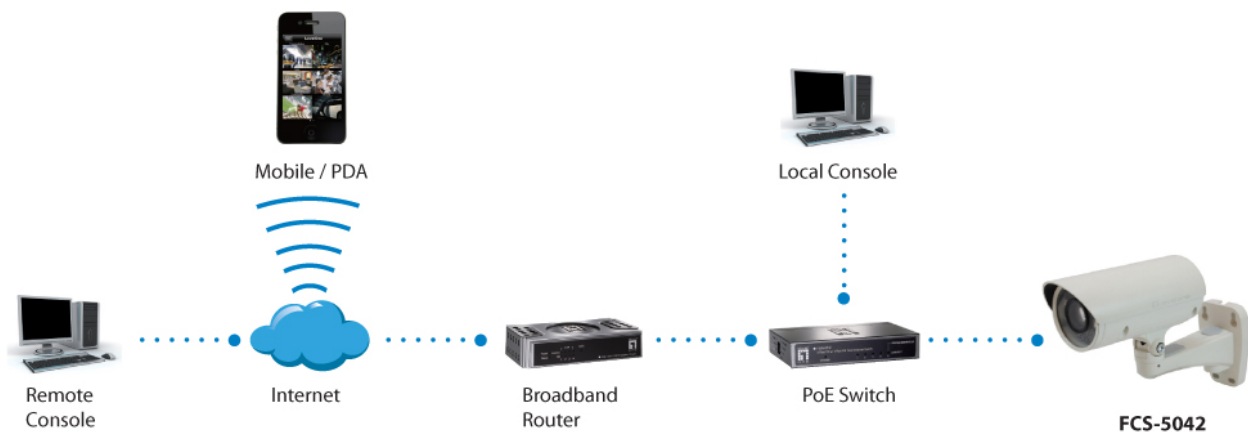 Mobile / PDA
Local Console
Remote
Console
Internet
Broadband
Router
PoE Switch
FCS-5042